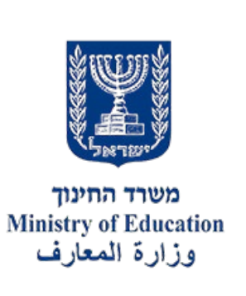 ישראל
משרד החינוך
Ministry of Education
وزارة المعارف